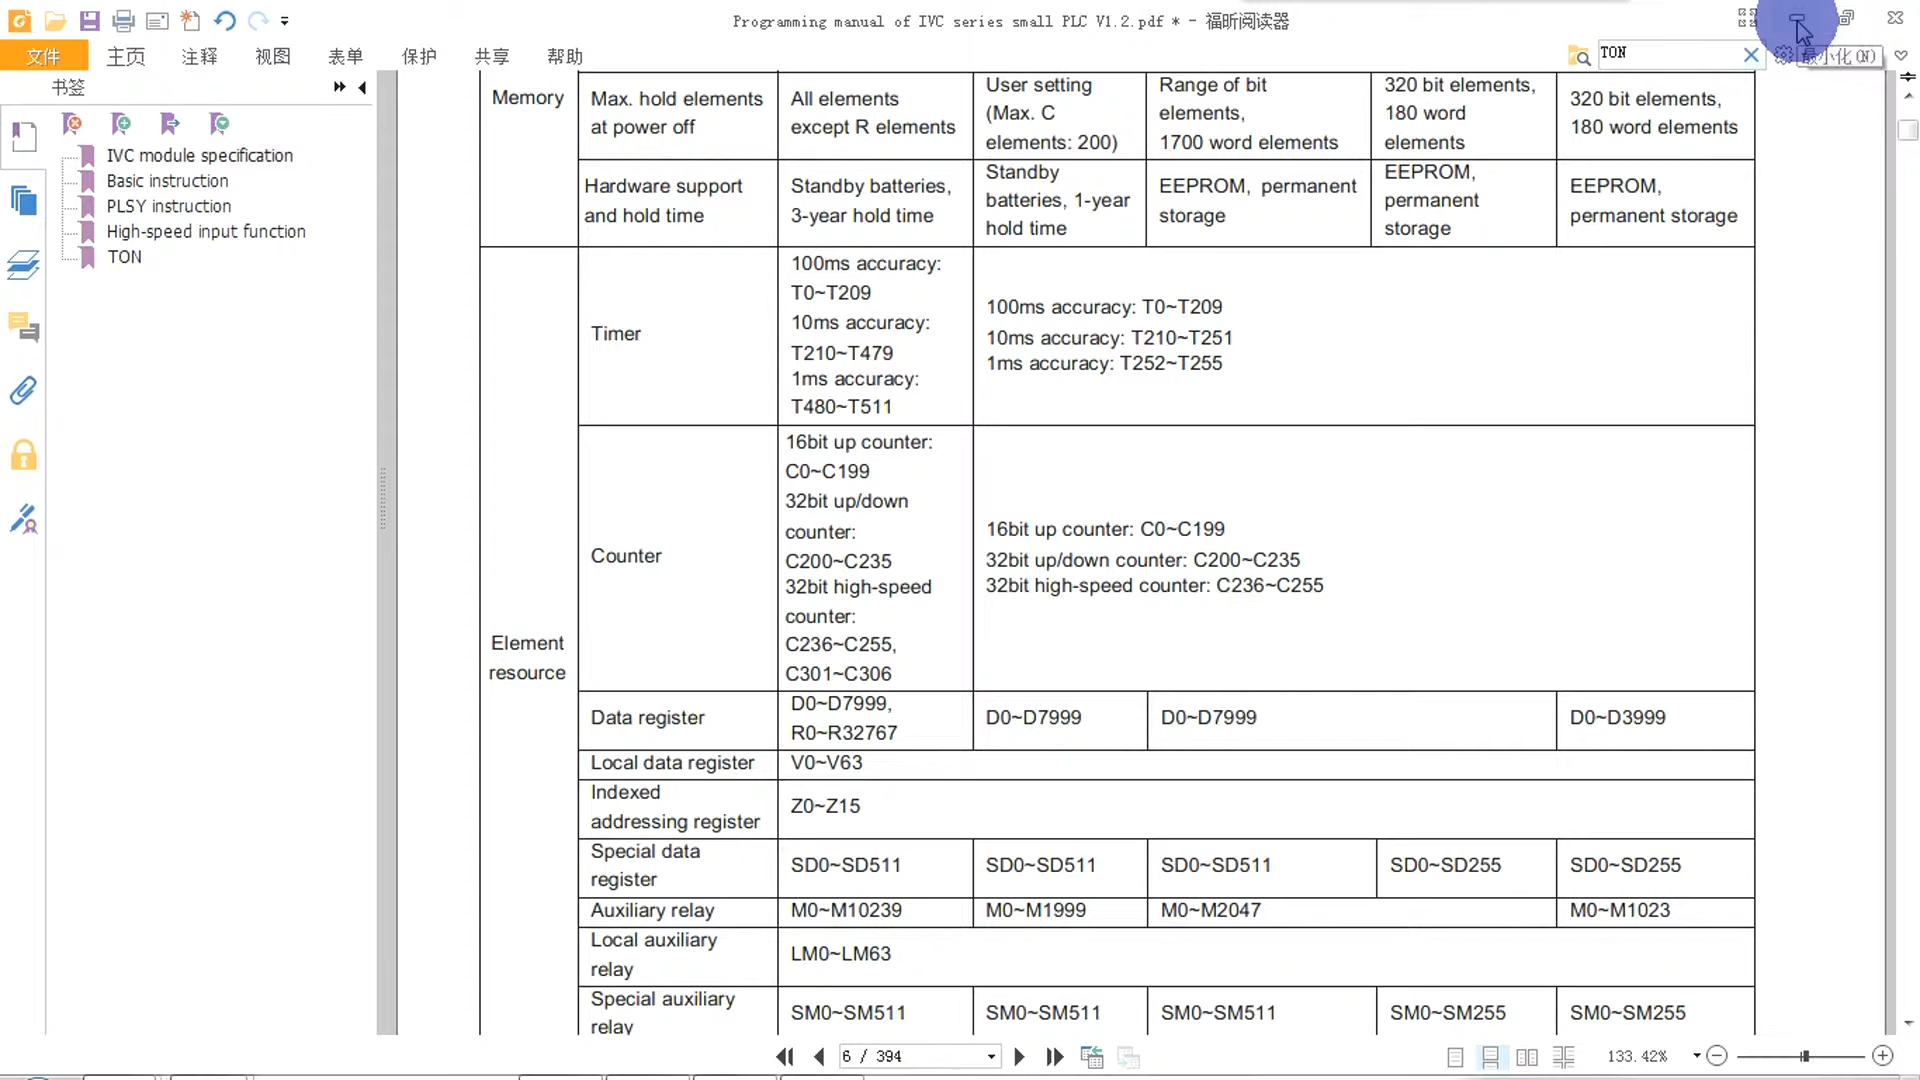 Programming manual of IVC series small PLC V1.2.pdf * - 福昕阅读器
文件 主页 注释 视图 表单 保护 共享 帮助
TON
最小化(N)
书签
IVC module specification
Basic instruction
PLSY instruction
High-speed input function
TON
Memory
Max. hold elements
at power off
All elements
except R elements
User setting
(Max. C
elements: 200)
Range of bit
elements,
1700 word elements
320 bit elements,
180 word
elements
320 bit elements,
180 word elements
Hardware support
and hold time
Standby batteries,
3-year hold time
Standby
batteries, 1-year
hold time
EEPROM, permanent
storage
EEPROM,
permanent
storage
EEPROM,
permanent storage
Element
resource
Timer
100ms accuracy:
T0~T209
10ms accuracy:
T210~T479
1ms accuracy:
T480~T511
100ms accuracy: T0~T209
10ms accuracy: T210~T251
1ms accuracy: T252~T255
Counter
16bit up counter:
C0~C199
32bit up/down
counter:
C200~C235
32bit high-speed
counter:
C236~C255,
C301~C306
16bit up counter: C0~C199
32bit up/down counter: C200~C235
32bit high-speed counter: C236~C255
Data register
D0~D7999,
R0~R32767
D0~D7999
D0~D7999
D0~D3999
Local data register
V0~V63
Indexed
addressing register
Z0~Z15
Special data
register
SD0~SD511
SD0~SD511
SD0~SD511
SD0~SD255
SD0~SD255
Auxiliary relay
M0~M10239
M0~M1999
M0~M2047
M0~M1023
Local auxiliary
relay
LM0~LM63
Special auxiliary
relay
SM0~SM511
SM0~SM511
SM0~SM511
SM0~SM255
SM0~SM255
6 / 394
133.42%